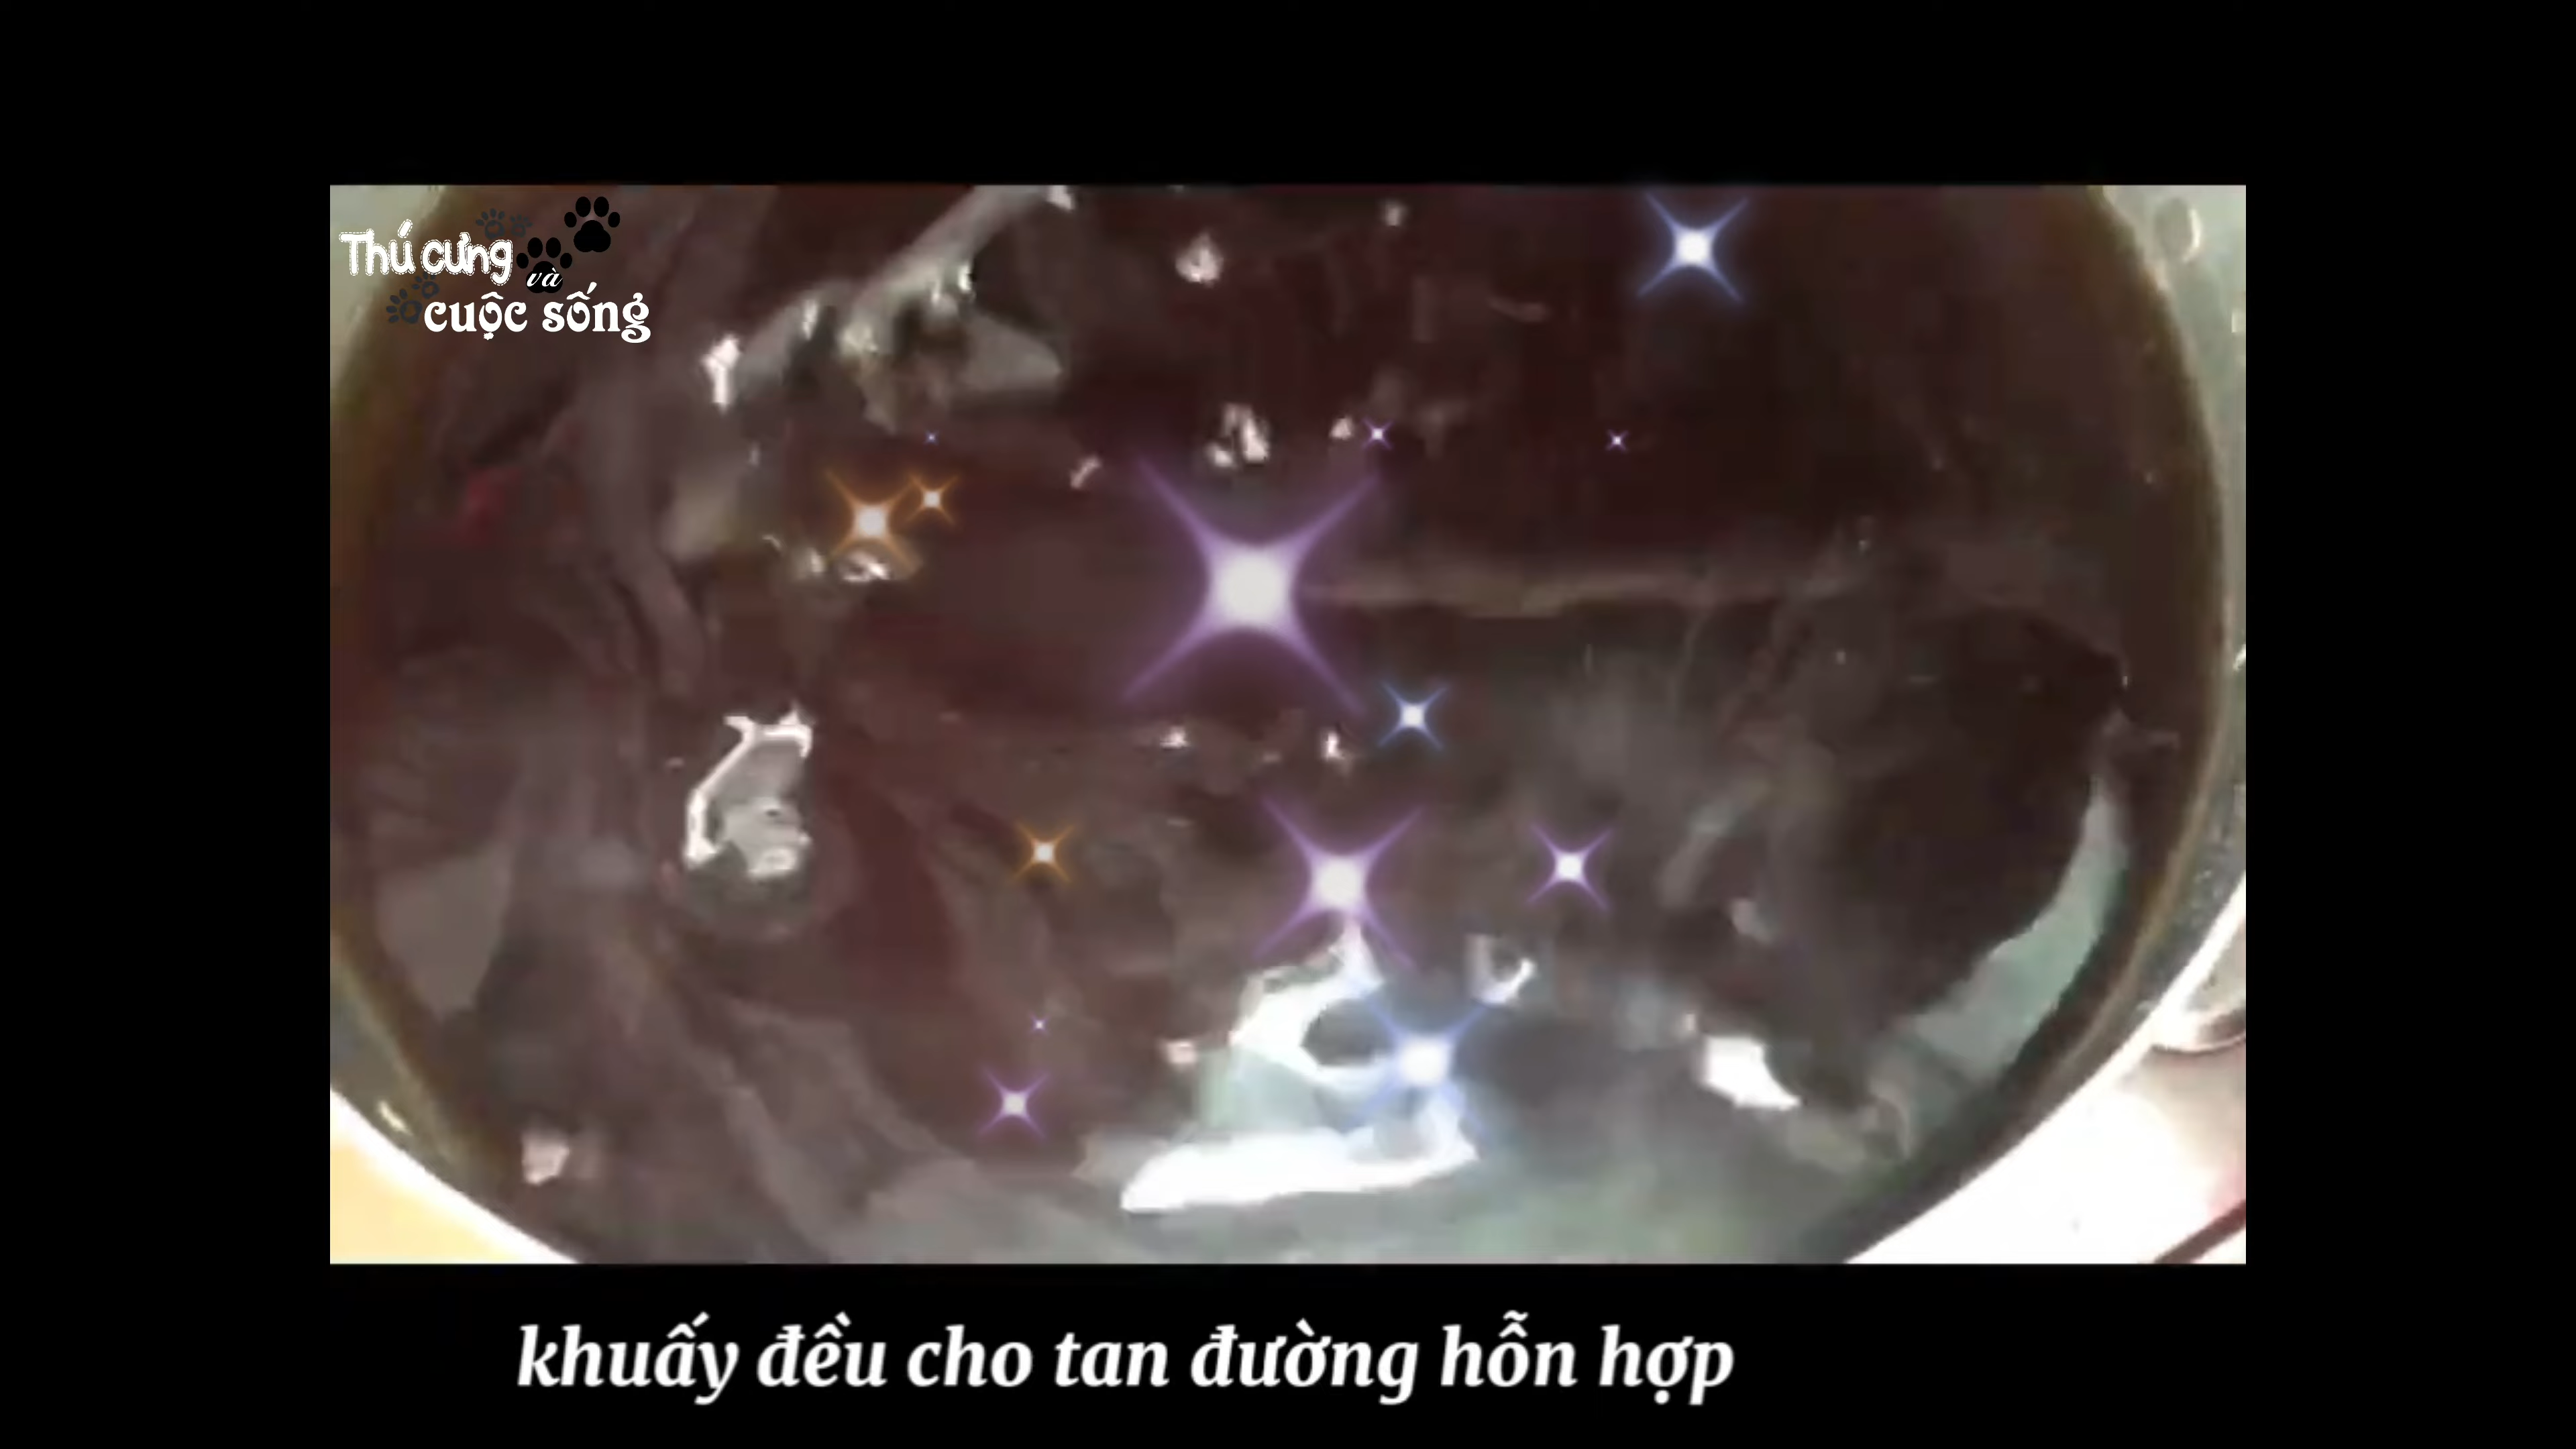 Thú cưng
và
cuộc sống
khuấy đều cho tan đường hỗn hợp